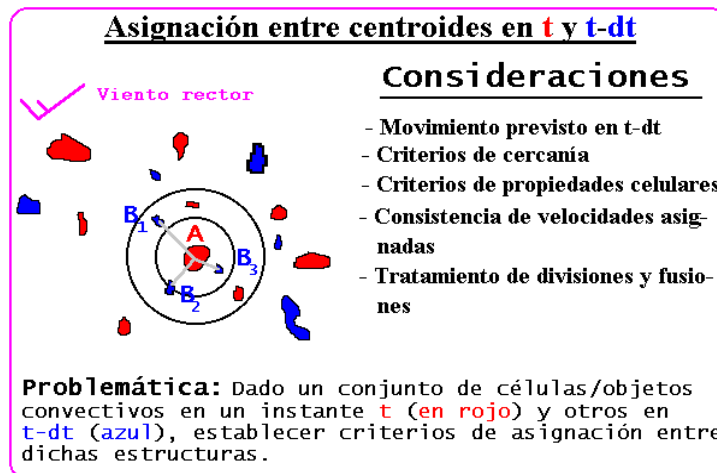 Asignación entre centroides en t y t-dt
Viento rector
Consideraciones
- Movimiento previsto en t-dt
- Criterios de cercanía
- Criterios de propiedades celulares
- Consistencia de velocidades asig-
nadas
- Tratamiento de divisiones y fusio-
nes
B1
A
B3
B2
Problemática: Dado un conjunto de células/objetos
convectivos en un instante t (en rojo) y otros en
t-dt (azul), establecer criterios de asignación entre
dichas estructuras.